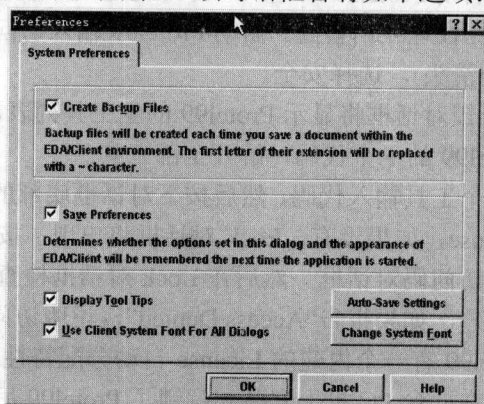 Preferences
System Preferences
Create Backup Files
Backup files will be created each time you save a document within the
EDA/Client environment. The first letter of their extension will be replaced
with a ~ character.
Save Preferences
Determines whether the options set in this dialog and the appearance of
EDA/Client will be remembered the next time the application is started.
Display Tool Tips
Auto-Save Settings
Use Client System Font For All Dialogs
Change System Font
OK
Cancel
Help